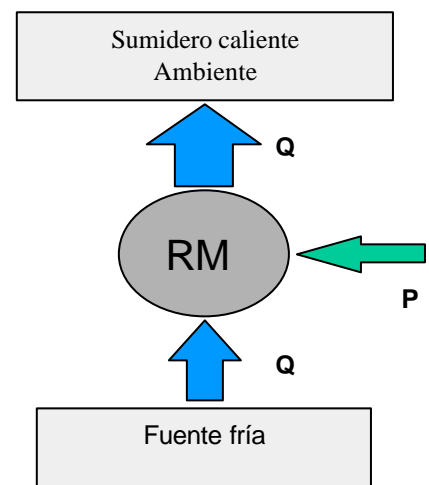 Sumidero caliente
Ambiente
Q
RM
P
Q
Fuente fría